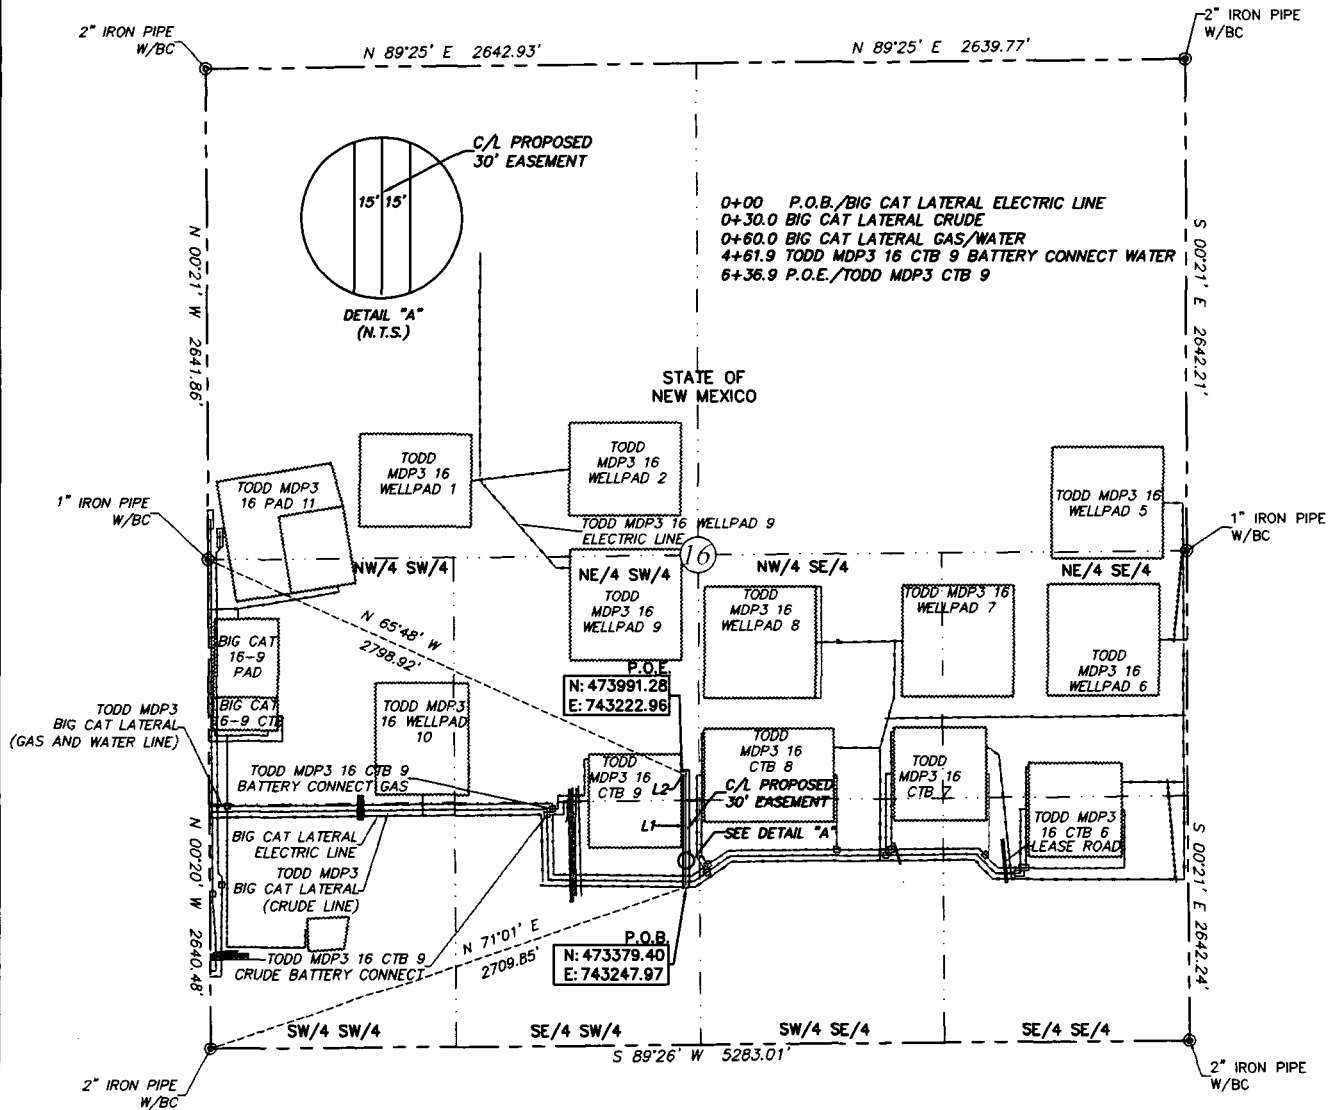 2" IRON PIPE
W/BC
N 89°25' E 2642.93'
N 89°25' E 2639.77'
2" IRON PIPE
W/BC
C/L PROPOSED
30' EASEMENT
15' 15'
DETAIL "A"
(N.T.S.)
0+00 P.O.B./BIG CAT LATERAL ELECTRIC LINE
0+30.0 BIG CAT LATERAL CRUDE
0+60.0 BIG CAT LATERAL GAS/WATER
4+61.9 TODD MDP3 16 CTB 9 BATTERY CONNECT WATER
6+36.9 P.O.E./TODD MDP3 CTB 9
N 00°21' W 2641.86'
S 00°21' E 2642.21'
STATE OF
NEW MEXICO
TODD
MDP3 16
WELLPAD 1
TODD
MDP3 16
WELLPAD 2
TODD MDP3
16 PAD 11
TODD MDP3 16
WELLPAD 5
1" IRON PIPE
W/BC
TODD MDP3 16 WELLPAD 9
ELECTRIC LINE
1" IRON PIPE
W/BC
16
NW/4 SW/4
NE/4 SW/4
NW/4 SE/4
NE/4 SE/4
TODD
MDP3 16
WELLPAD 9
TODD
MDP3 16
WELLPAD 8
TODD MDP3 16
WELLPAD 7
TODD
MDP3 16
WELLPAD 6
N 65°48' W
2798.92'
BIG CAT
16-9
PAD
P.O.E.
N: 473991.28
E: 743222.96
BIG CAT
16-9 CTB
TODD MDP3
BIG CAT LATERAL
(GAS AND WATER LINE)
TODD MDP3
16 WELLPAD
10
TODD MDP3 16 CTB 9
BATTERY CONNECT GAS
TODD
MDP3 16
CTB 9
L2
L1
TODD
MDP3 16
CTB 8
C/L PROPOSED
30' EASEMENT
SEE DETAIL "A"
TODD
MDP3 16
CTB 7
TODD MDP3
16 CTB 6
LEASE ROAD
BIG CAT LATERAL
ELECTRIC LINE
TODD MDP3
BIG CAT LATERAL
(CRUDE LINE)
N 00°20' W 2640.48'
S 00°21' E 2642.24'
N 71°01' E
2709.85'
P.O.B.
N: 473379.40
E: 743247.97
TODD MDP3 16 CTB 9
CRUDE BATTERY CONNECT
SW/4 SW/4
SE/4 SW/4
SW/4 SE/4
SE/4 SE/4
S 89°26' W 5283.01'
2" IRON PIPE
W/BC
2" IRON PIPE
W/BC